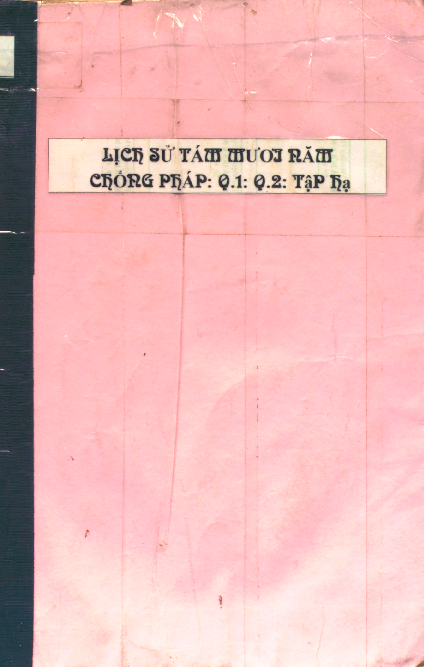 LỊCH SỬ TÁM MƯƠI NĂM
CHỐNG PHÁP: Q.1: Q.2: TẬP HẠ